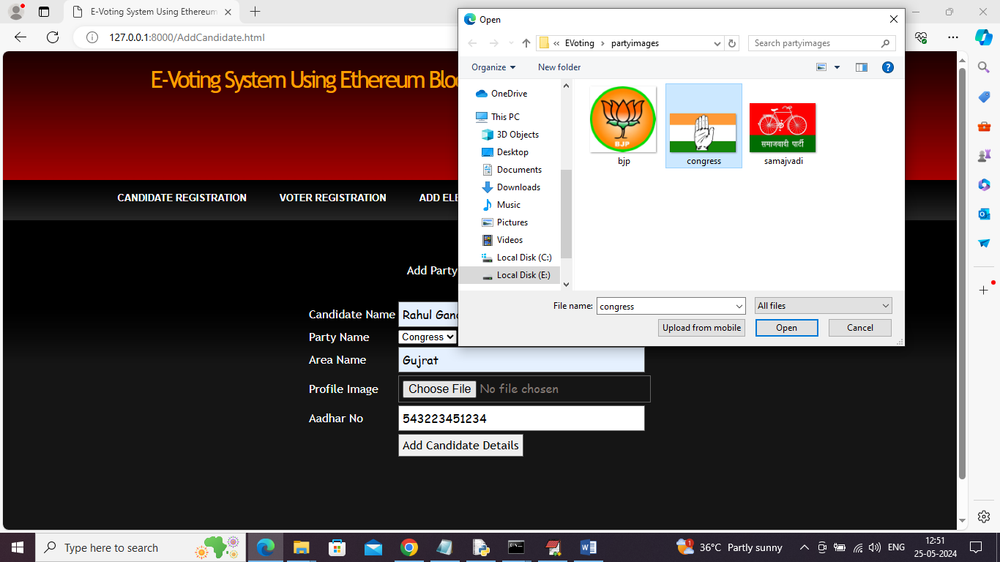 E-Voting System Using Ethereum
127.0.0.1:8000/AddCandidate.html
E-Voting System Using Ethereum Blo
CANDIDATE REGISTRATION
VOTER REGISTRATION
ADD ELE
Add Party
Candidate Name
Rahul Gand
Party Name
Congress
Area Name
Gujrat
Profile Image
Choose File No file chosen
Aadhar No
543223451234
Add Candidate Details
Open
« EVoting › partyimages
Search partyimages
Organize
New folder
OneDrive
This PC
3D Objects
Desktop
Documents
Downloads
Music
Pictures
Videos
Local Disk (C:)
Local Disk (E:)
BJP
समाजवादी पार्टी
bjp
congress
samajvadi
File name:
congress
All files
Upload from mobile
Open
Cancel
Type here to search
36°C Partly sunny
ENG
12:51
25-05-2024